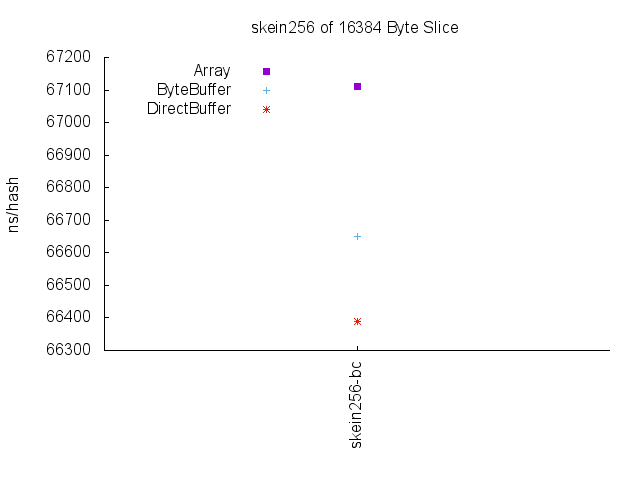 skein256 of 16384 Byte Slice
67200
67100
67000
66900
66800
66700
66600
66500
66400
66300
ns/hash
Array
ByteBuffer
DirectBuffer
skein256-bc